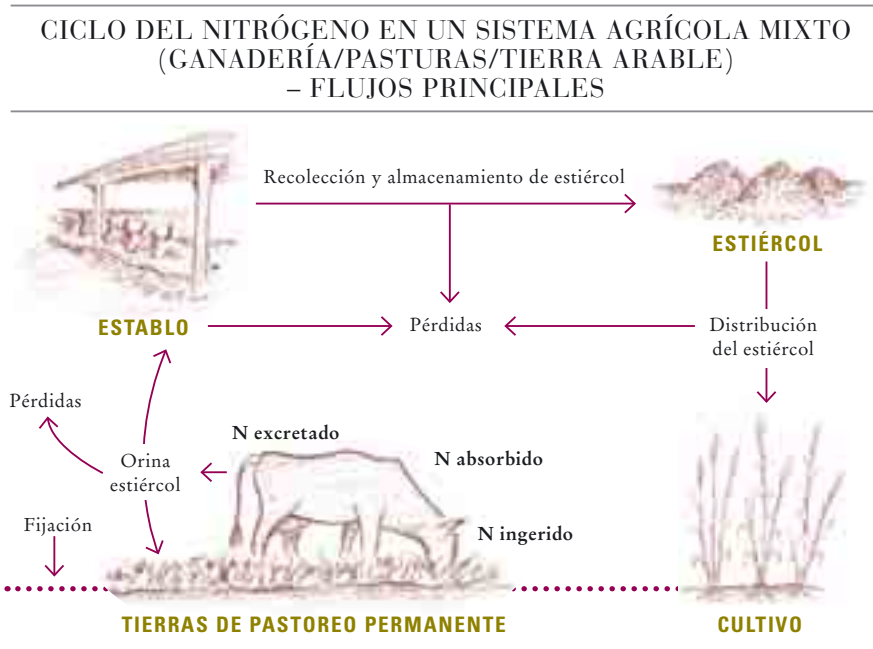 CICLO DEL NITRÓGENO EN UN SISTEMA AGRÍCOLA MIXTO
(GANADERÍA/PASTURAS/TIERRA ARABLE)
– FLUJOS PRINCIPALES
Recolección y almacenamiento de estiércol
ESTIÉRCOL
ESTABLO
Pérdidas
Distribución
del estiércol
Pérdidas
N excretado
Orina
estiércol
N absorbido
Fijación
N ingerido
TIERRAS DE PASTOREO PERMANENTE
CULTIVO